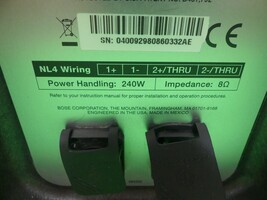 SN: 040092980860332AE
CE
NL4 Wiring 1+ 1- 2+/THRU 2-/THRU
Power Handling: 240W Impedance: 8Ω
Refer to your instruction manual for proper installation and operation procedures.
BOSE CORPORATION, THE MOUNTAIN, FRAMINGHAM, MA 01701-9168
ENGINEERED IN THE USA, MADE IN MEXICO